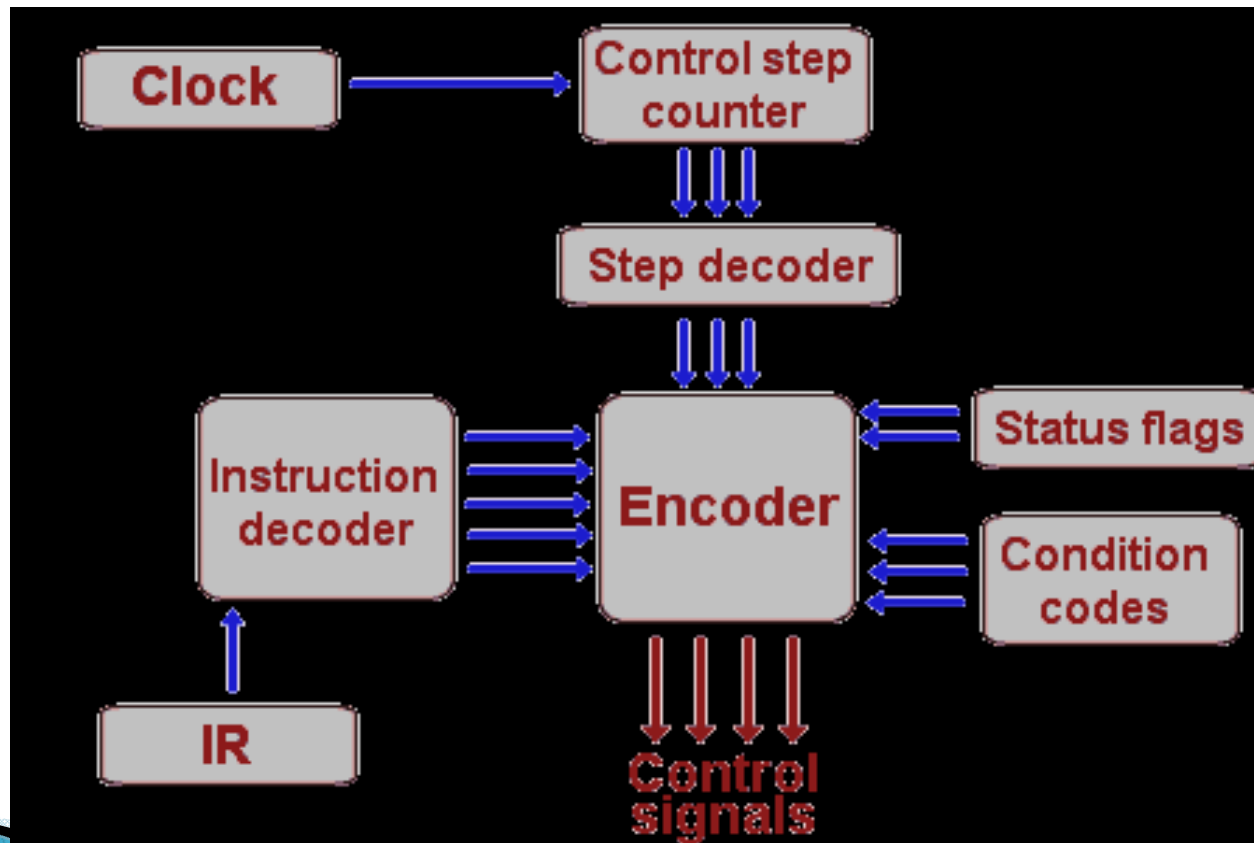 Clock
Control step
counter
Step decoder
Instruction
decoder
Encoder
Status flags
Condition
codes
IR
Control
signals